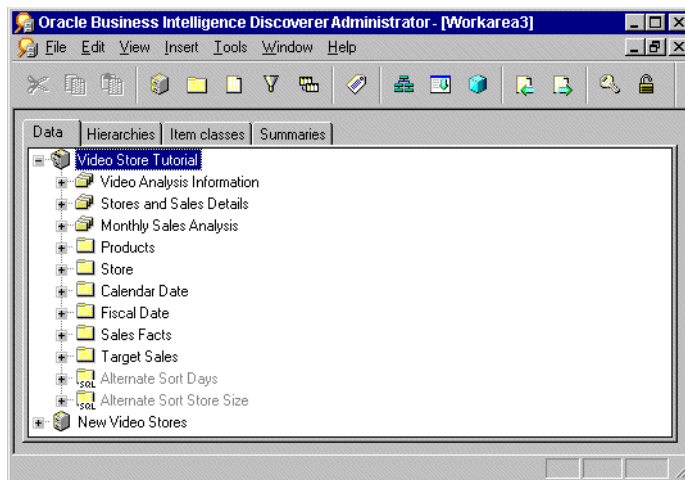 Oracle Business Intelligence Discoverer Administrator - [Workarea3]
File Edit View Insert Tools Window Help
Data Hierarchies Item classes Summaries
Video Store Tutorial
Video Analysis Information
Stores and Sales Details
Monthly Sales Analysis
Products
Store
Calendar Date
Fiscal Date
Sales Facts
Target Sales
SQL Alternate Sort Days
SQL Alternate Sort Store Size
New Video Stores